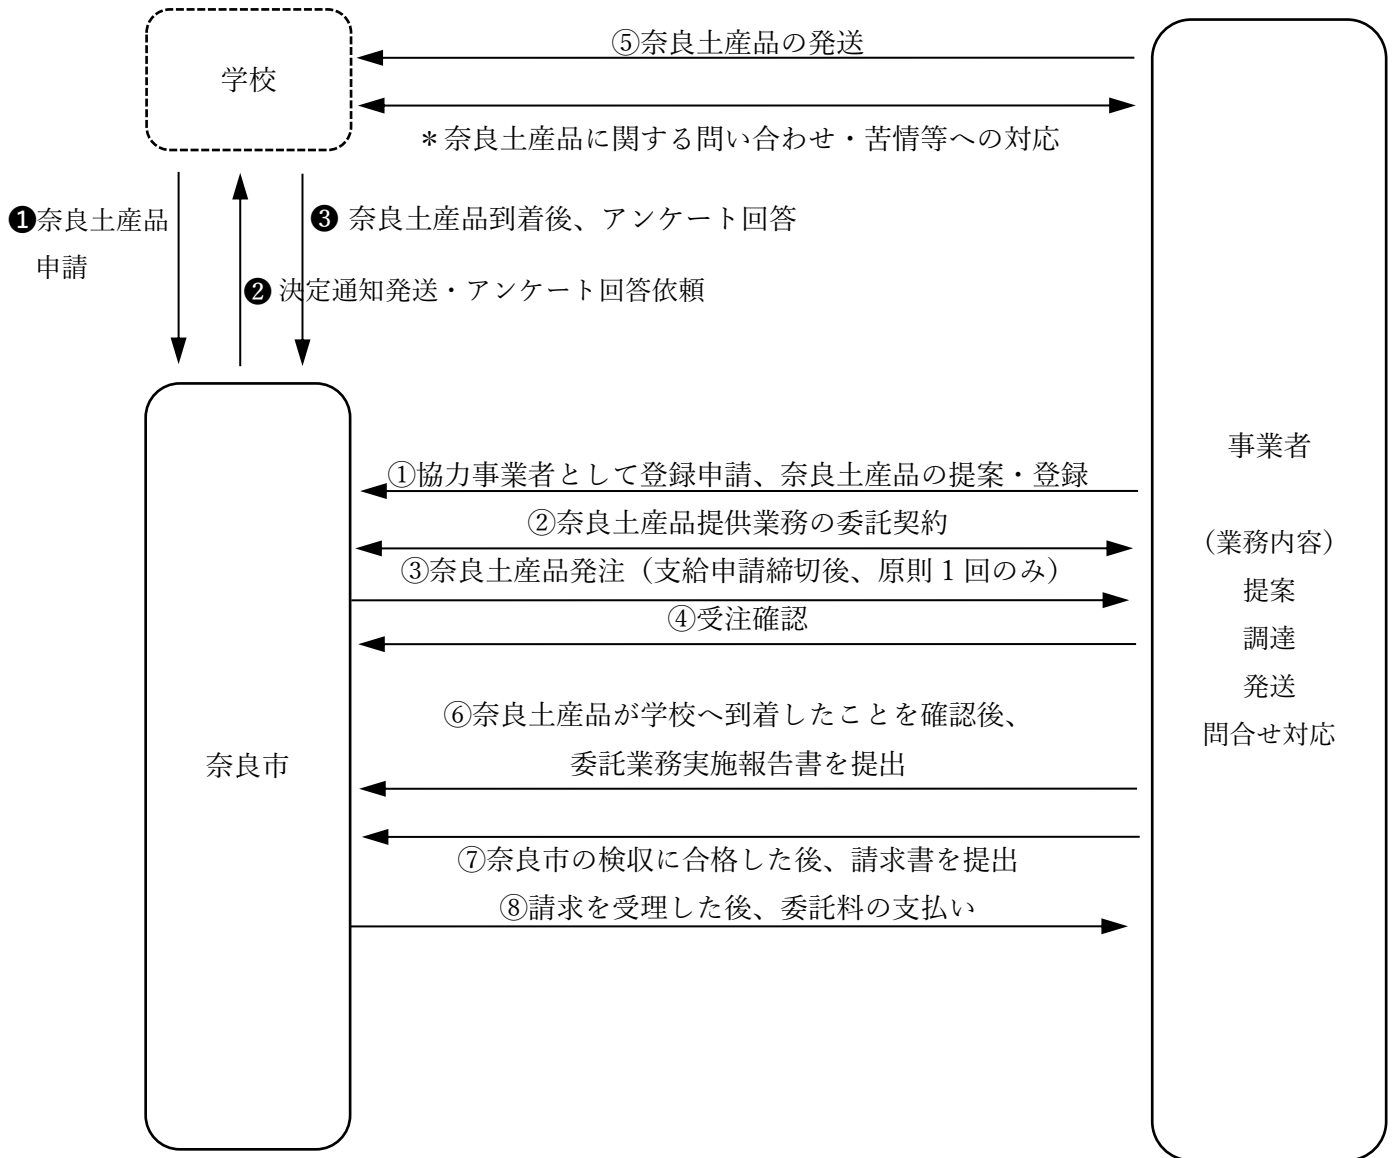 ⑤奈良土産品の発送
学校
＊奈良土産品に関する問い合わせ・苦情等への対応
❶奈良土産品
申請
❸ 奈良土産品到着後、アンケート回答
❷ 決定通知発送・アンケート回答依頼
事業者
①協力事業者として登録申請、奈良土産品の提案・登録
②奈良土産品提供業務の委託契約
③奈良土産品発注（支給申請締切後、原則１回のみ）
④受注確認
（業務内容）
提案
調達
発送
問合せ対応
⑥奈良土産品が学校へ到着したことを確認後、
委託業務実施報告書を提出
奈良市
⑦奈良市の検収に合格した後、請求書を提出
⑧請求を受理した後、委託料の支払い